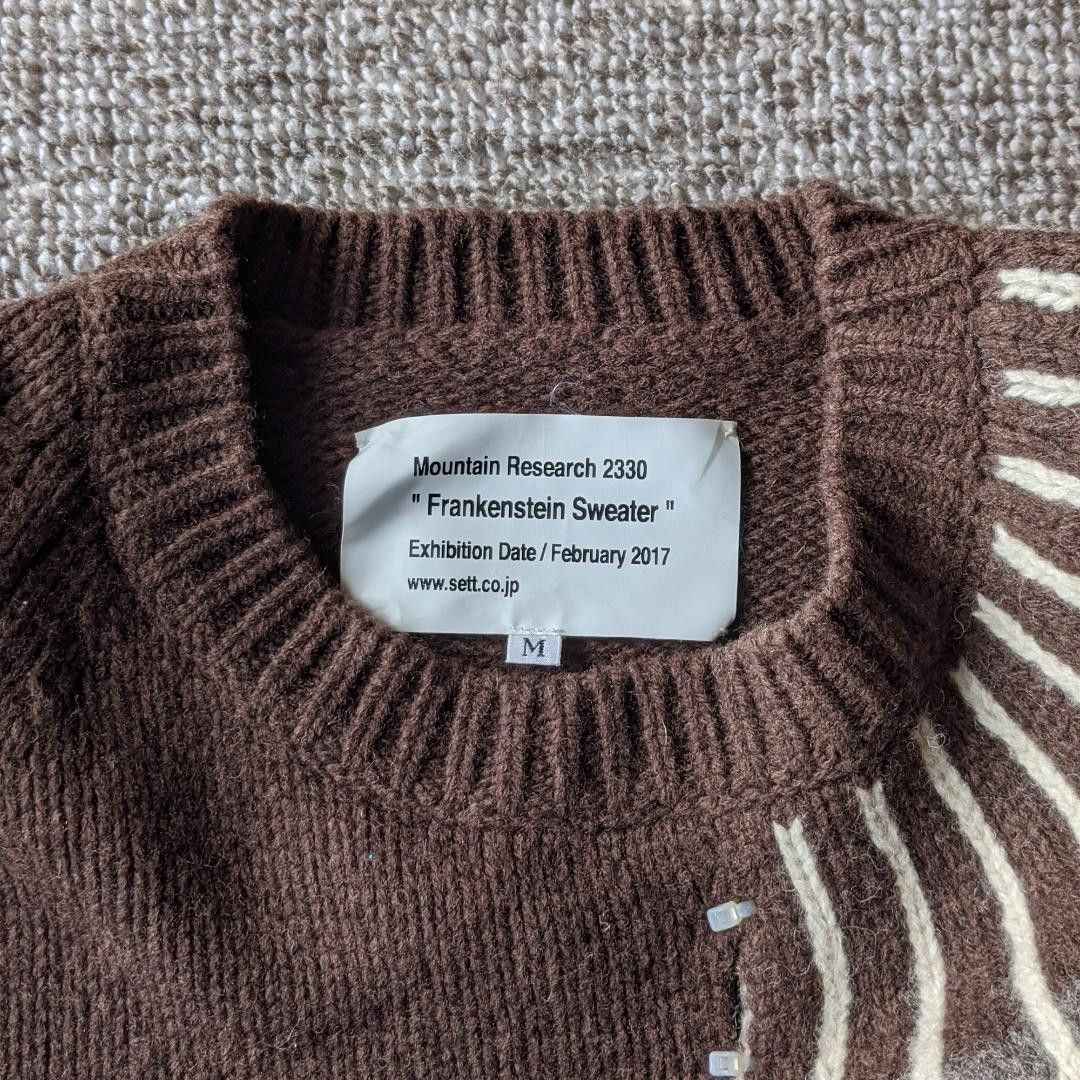 Mountain Research 2330
" Frankenstein Sweater "
Exhibition Date / February 2017
www.sett.co.jp
M